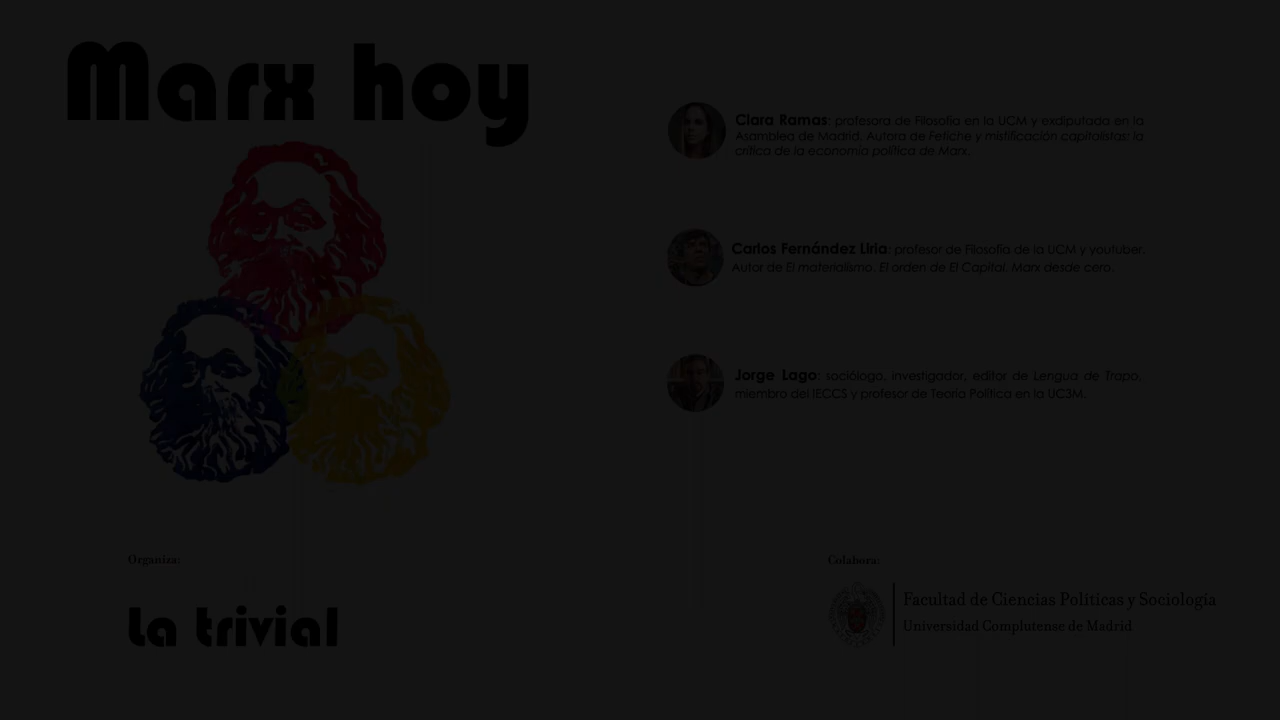 Marx hoy
Clara Ramas: profesora de Filosofía en la UCM y exdiputada en la
Asamblea de Madrid. Autora de Fetiche y mistificación capitalistas: la
crítica de la economía política de Marx.
Carlos Fernández Liria: profesor de Filosofía de la UCM y youtuber.
Autor de El materialismo, El orden de El Capital, Marx desde cero.
Jorge Lago: sociólogo, investigador, editor de Lengua de Trapo,
miembro del IECCS y profesor de Teoría Política en la UC3M.
Organiza:
La trivial
Colabora:
Facultad de Ciencias Políticas y Sociología
Universidad Complutense de Madrid